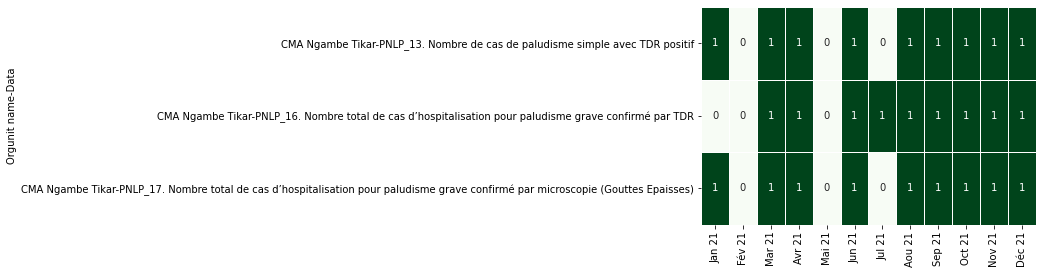 Orgunit name-Data
CMA Ngambe Tikar-PNLP_13. Nombre de cas de paludisme simple avec TDR positif 1 0 1 1 0 1 0 1 1 1 1 1
CMA Ngambe Tikar-PNLP_16. Nombre total de cas d’hospitalisation pour paludisme grave confirmé par TDR 0 0 1 1 0 1 1 1 1 1 1 1
CMA Ngambe Tikar-PNLP_17. Nombre total de cas d’hospitalisation pour paludisme grave confirmé par microscopie (Gouttes Epaisses) 1 0 1 1 0 1 0 1 1 1 1 1
Jan 21 Fév 21 Mar 21 Avr 21 Mai 21 Jun 21 Jul 21 Aou 21 Sep 21 Oct 21 Nov 21 Déc 21